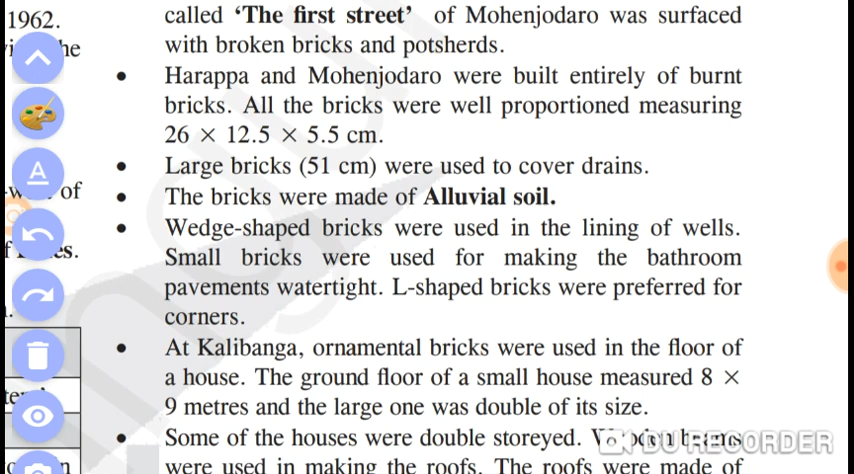 1962.
he
of
es.
called ‘The first street’ of Mohenjodaro was surfaced
with broken bricks and potsherds.
• Harappa and Mohenjodaro were built entirely of burnt
bricks. All the bricks were well proportioned measuring
26 × 12.5 × 5.5 cm.
• Large bricks (51 cm) were used to cover drains.
• The bricks were made of Alluvial soil.
• Wedge-shaped bricks were used in the lining of wells.
Small bricks were used for making the bathroom
pavements watertight. L-shaped bricks were preferred for
corners.
• At Kalibanga, ornamental bricks were used in the floor of
a house. The ground floor of a small house measured 8 ×
9 metres and the large one was double of its size.
• Some of the houses were double storeyed. Wooden beams
were used in making the roofs. The roofs were made of
A
DU RECORDER